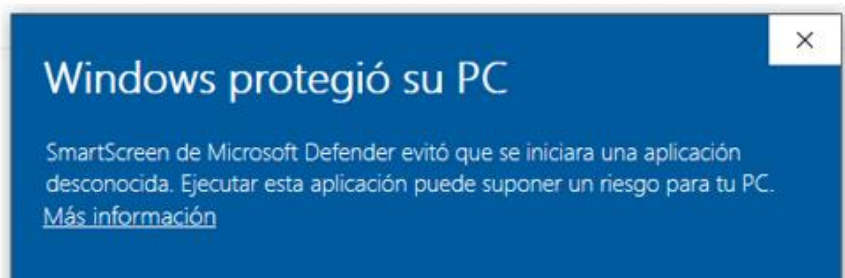 Windows protegió su PC
SmartScreen de Microsoft Defender evitó que se iniciara una aplicación
desconocida. Ejecutar esta aplicación puede suponer un riesgo para tu PC.
Más información